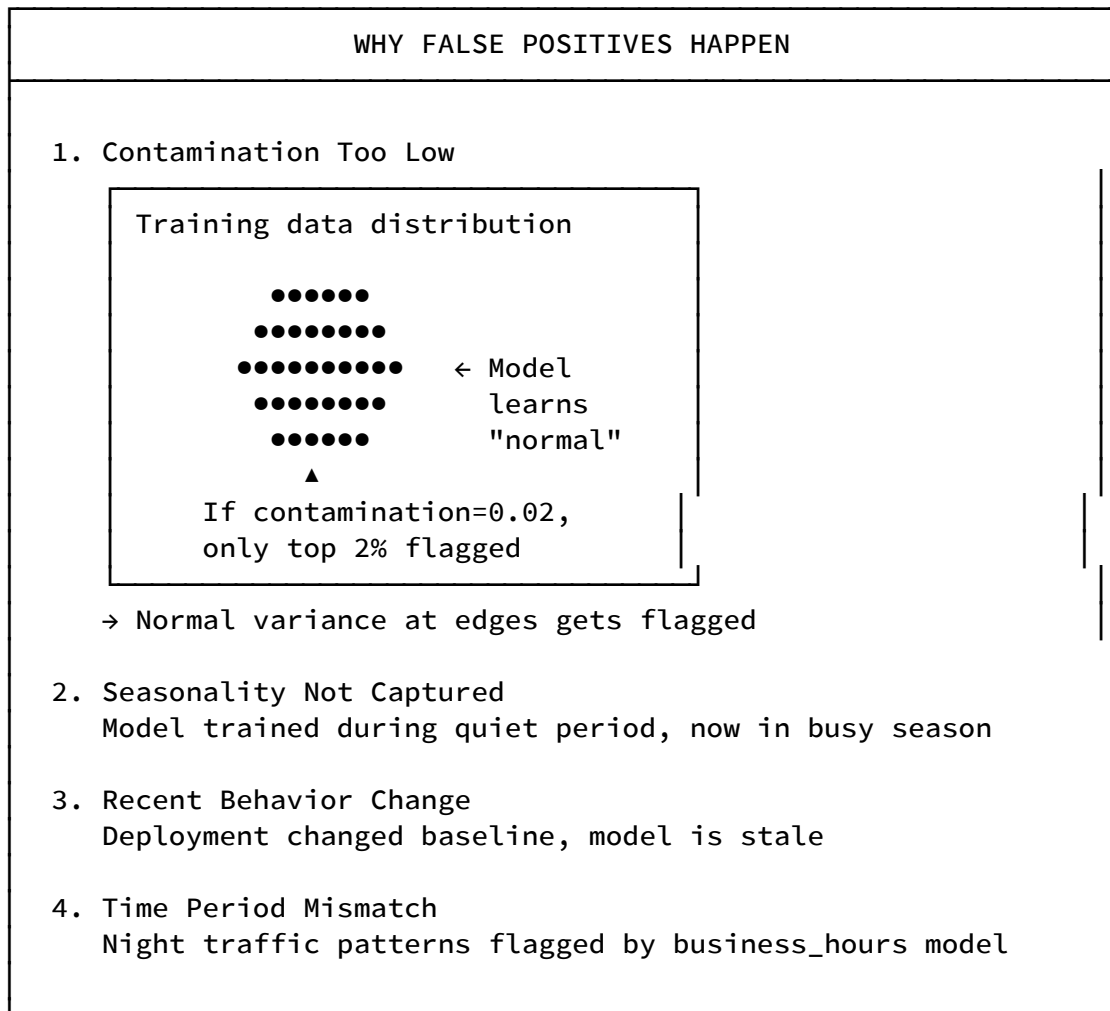 WHY FALSE POSITIVES HAPPEN
1. Contamination Too Low
Training data distribution
●●●●●●
●●●●●●●●
●●●●●●●●●● ← Model
●●●●●●●● learns
●●●●●● "normal"
▲
If contamination=0.02,
only top 2% flagged
→ Normal variance at edges gets flagged
2. Seasonality Not Captured
Model trained during quiet period, now in busy season
3. Recent Behavior Change
Deployment changed baseline, model is stale
4. Time Period Mismatch
Night traffic patterns flagged by business_hours model